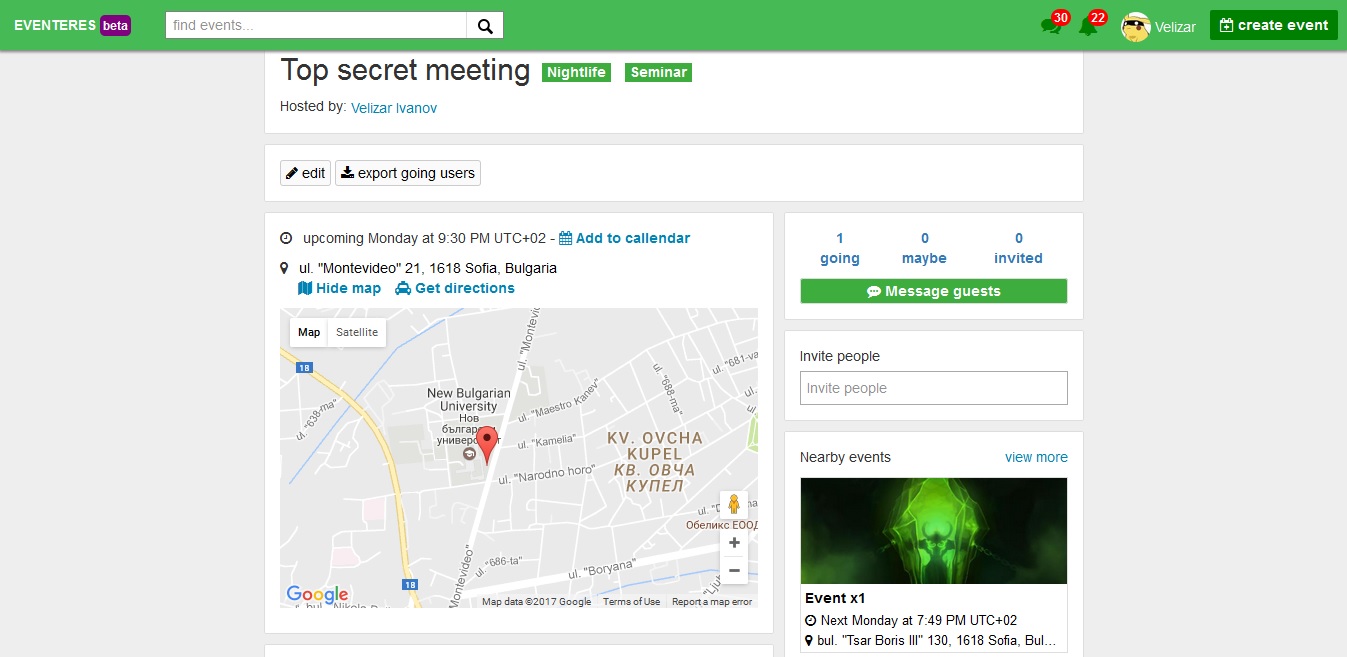 EVENTERES beta
find events...
30
22
Velizar
create event
Top secret meeting Nightlife Seminar
Hosted by: Velizar Ivanov
edit
export going users
upcoming Monday at 9:30 PM UTC+02 - Add to callendar
ul. "Montevideo" 21, 1618 Sofia, Bulgaria
Hide map Get directions
Map Satellite
18
ul. "638-ma"
ul. "Montevid
ul. "681-va
ul. "688-ma"
New Bulgarian
University
Нов
българ
универс
ul. "Maestro Kanev"
ul. "Kamelia"
ul. "Narodno horo"
KV. OVCHA
KUPEL
КВ. ОВЧА
КУПЕЛ
Обеликс ЕООД
ul. "686-ta"
ul. "Boryana"
Montevideo"
18
Google
Map data ©2017 Google Terms of Use Report a map error
1 0 0
going maybe invited
Message guests
Invite people
Invite people
Nearby events view more
Event x1
Next Monday at 7:49 PM UTC+02
bul. "Tsar Boris III" 130, 1618 Sofia, Bul...